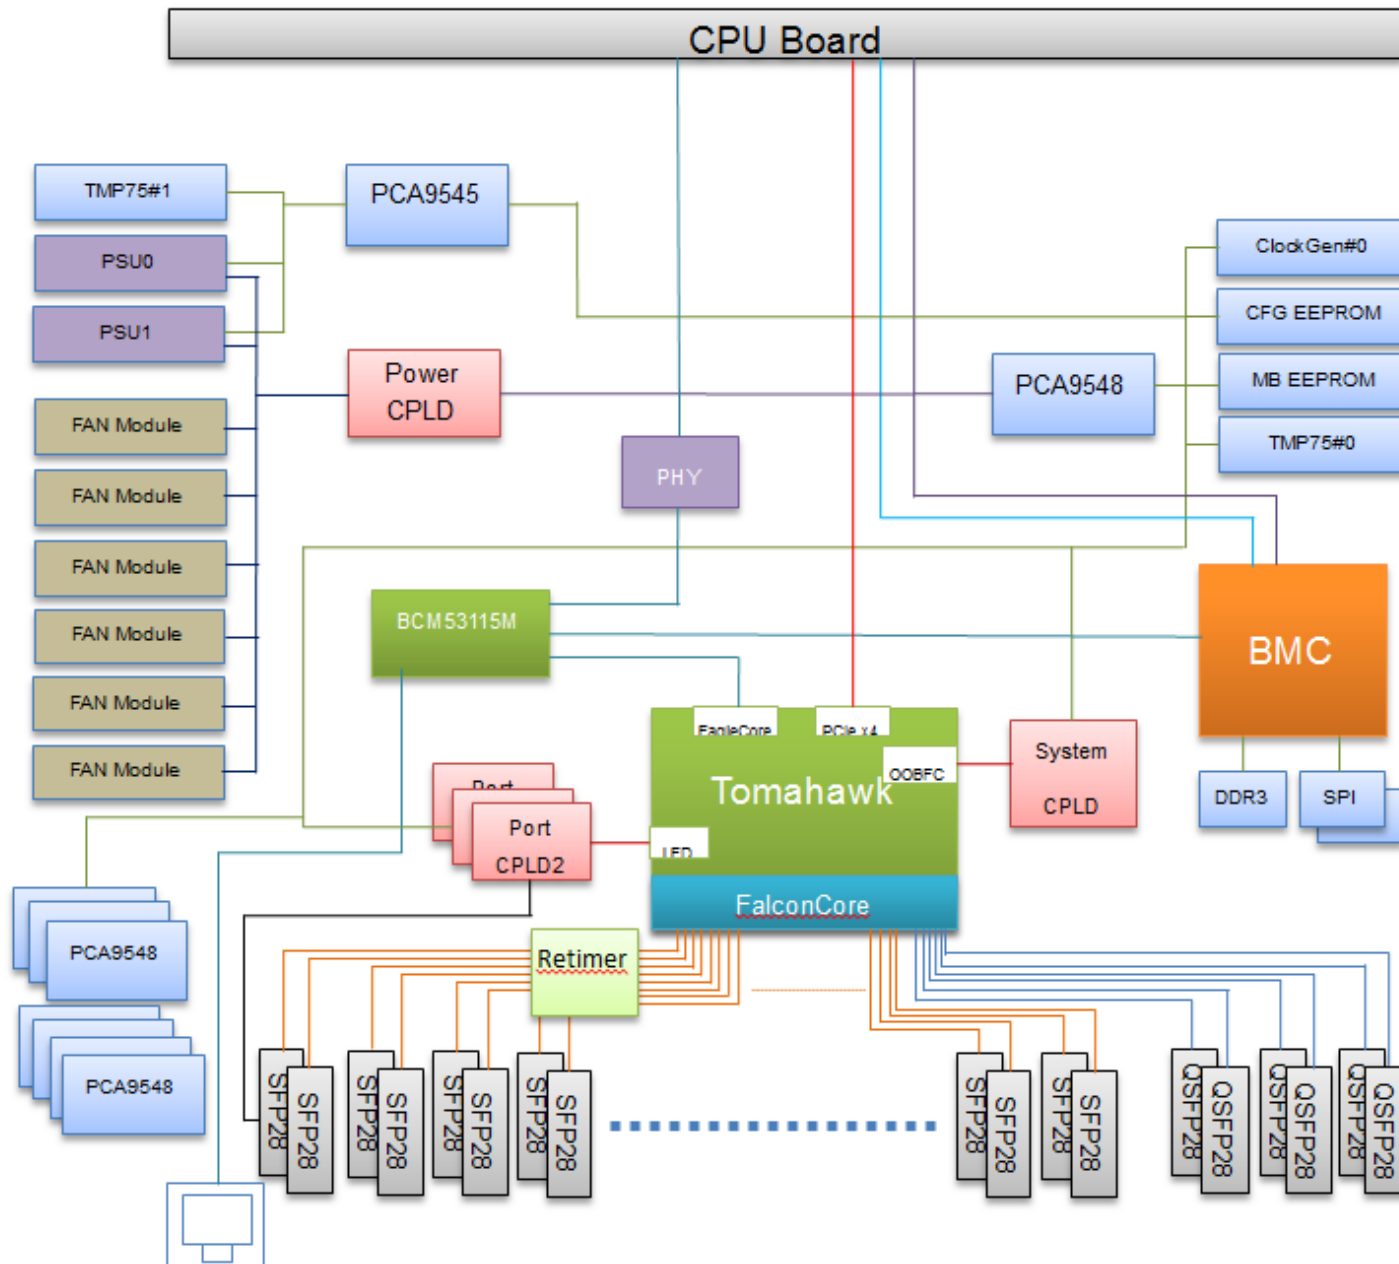 CPU Board
TMP75#1
PCA9545
PSU0
PSU1
ClockGen#0
CFG EEPROM
MB EEPROM
TMP75#0
Power
CPLD
PCA9548
PHY
FAN Module
FAN Module
FAN Module
FAN Module
FAN Module
FAN Module
BCM53115M
BMC
EagleCore
PCIe x4
OOBFC
Tomahawk
LED
FalconCore
System
CPLD
DDR3
SPI
Port
Port
CPLD2
PCA9548
PCA9548
Retimer
SFP28
SFP28
SFP28
SFP28
SFP28
SFP28
SFP28
SFP28
SFP28
SFP28
SFP28
SFP28
QSFP28
QSFP28
QSFP28
QSFP28
QSFP28
QSFP28